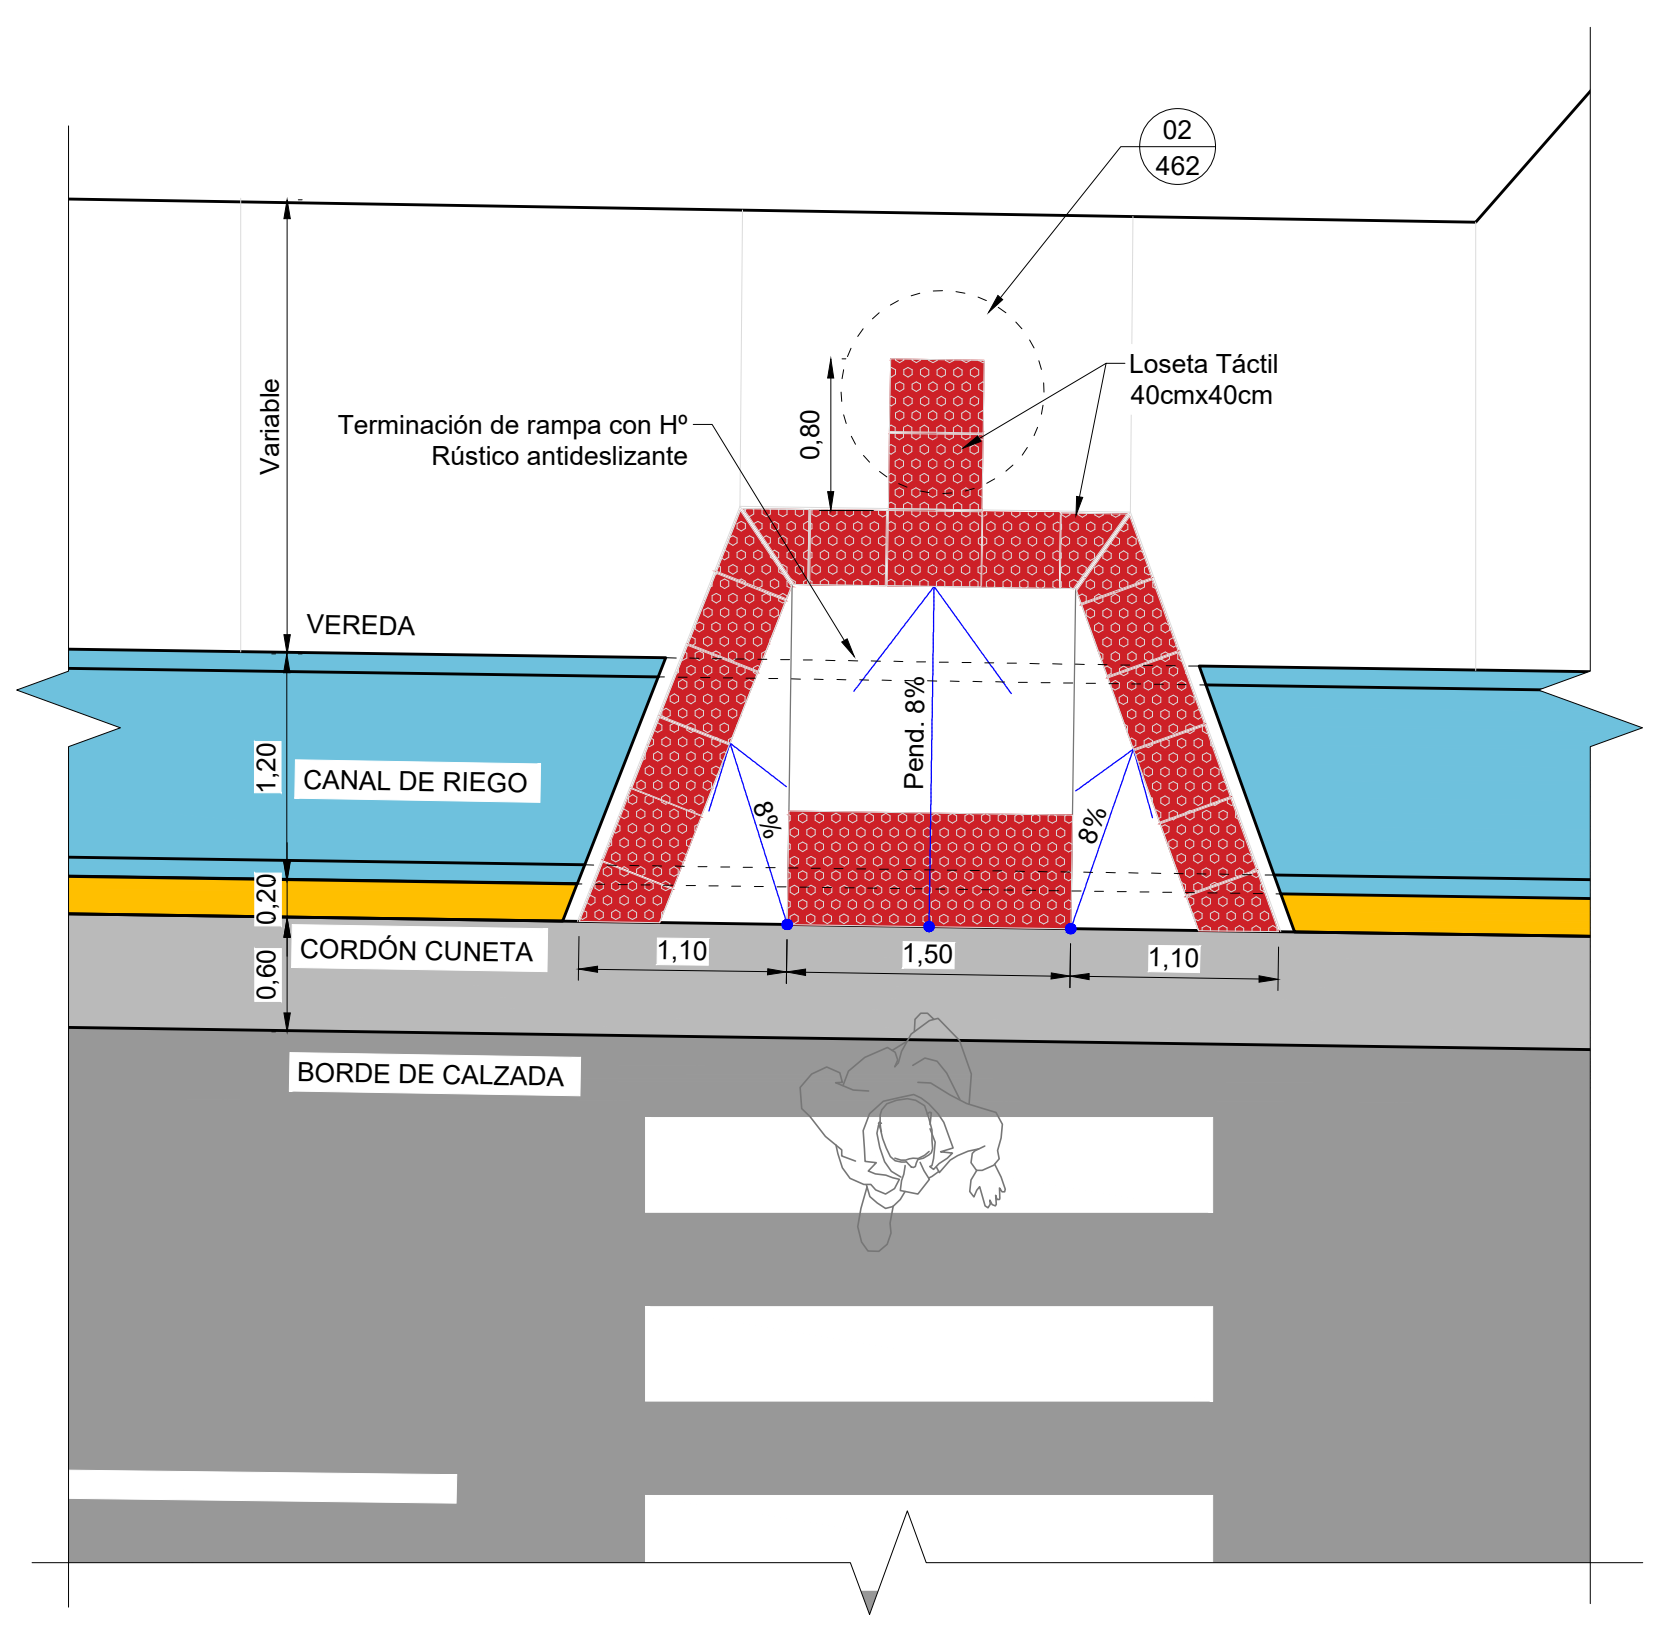 02
462
Loseta Táctil
40cmx40cm
Terminación de rampa con Hº
Rústico antideslizante
0,80
Variable
VEREDA
Pend. 8%
1,20
CANAL DE RIEGO
8%
8%
0,20
CORDÓN CUNETA
1,10
1,50
1,10
0,60
BORDE DE CALZADA